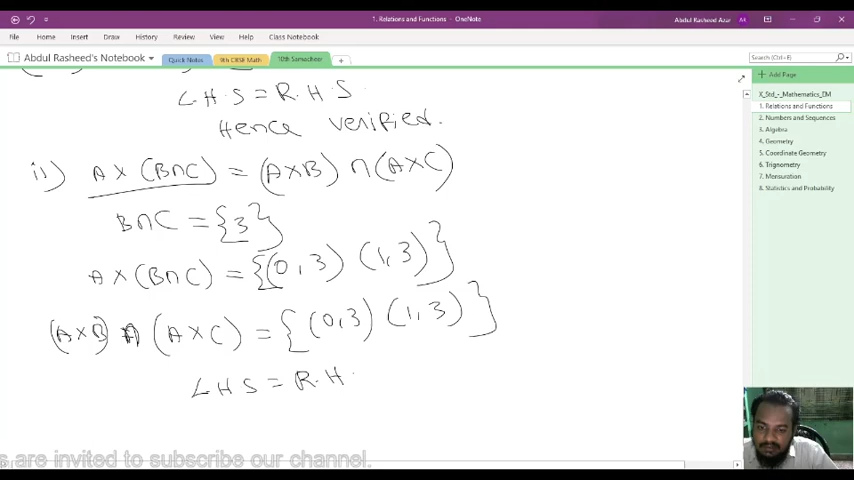 1. Relations and Functions - OneNote
Abdul Rasheed Azar
File Home Insert Draw History Review View Help Class Notebook
Abdul Rasheed's Notebook
Quick Notes
9th CBSE Math
10th Samacheer
Search (Ctrl+E)
Add Page
X_Std_-_Mathematics_EM
1. Relations and Functions
2. Numbers and Sequences
3. Algebra
4. Geometry
5. Coordinate Geometry
6. Trignometry
7. Mensuration
8. Statistics and Probability
L.H.S = R.H.S.
Hence verified.
ii) A×(B∩C) = (A×B) ∩ (A×C)
B∩C = {3}
A×(B∩C) = {(0,3) (1,3)}
(A×B) ∩ (A×C) = {(0,3) (1,3)}
LHS = R.H.
are invited to subscribe our channel.